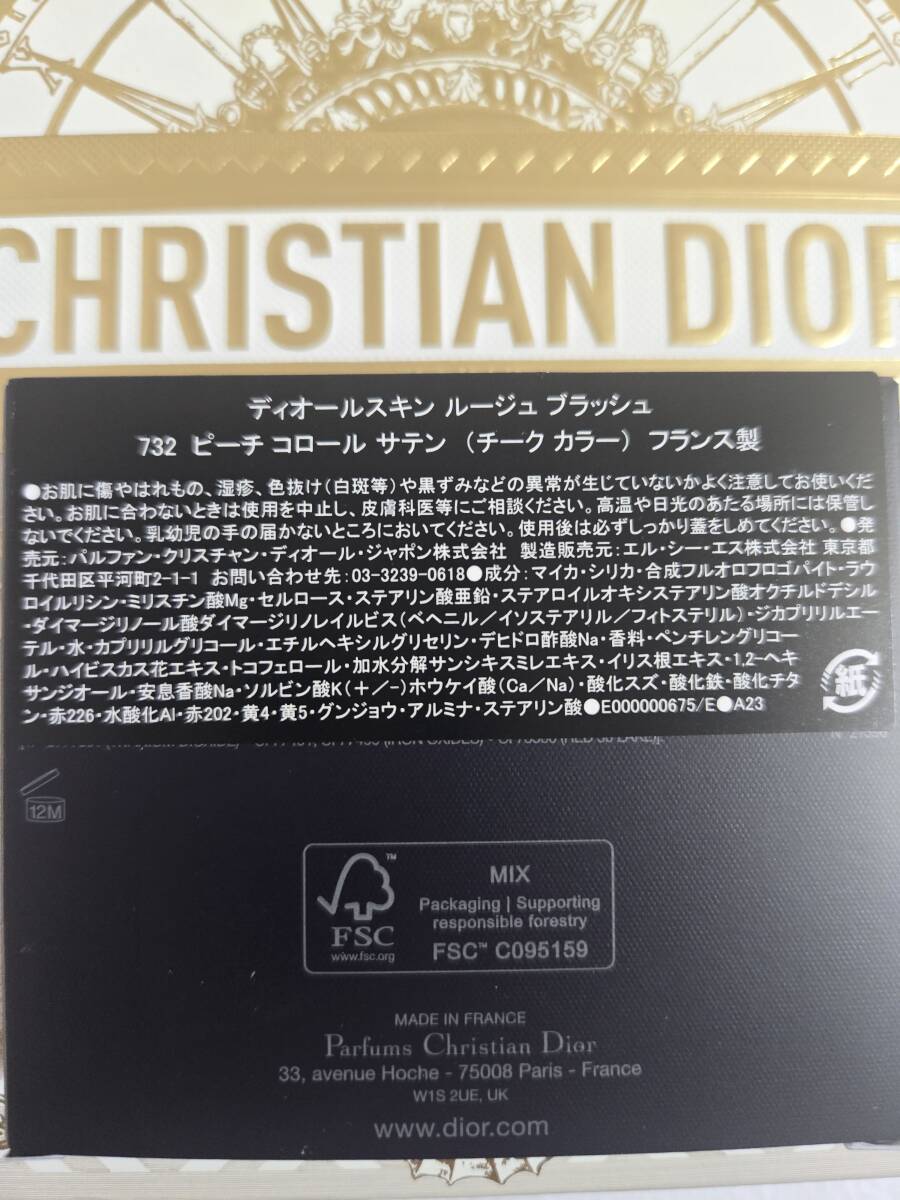 CHRISTIAN DIOR
ディオールスキン ルージュ ブラッシュ
732 ピーチ コロール サテン (チーク カラー) フランス製
●お肌に傷やはれもの、湿疹、色抜け(白斑等)や黒ずみなどの異常が生じていないかよく注意してお使いくだ
さい。お肌に合わないときは使用を中止し、皮膚科医等にご相談ください。高温や日光のあたる場所には保管し
ないでください。乳幼児の手の届かないところにおいてください。使用後は必ずしっかり蓋をしめてください。●発
売元:パルファン・クリスチャン・ディオール・ジャポン株式会社 製造販売元:エル・シー・エス株式会社 東京都
千代田区平河町2-1-1 お問い合わせ先:03-3239-0618●成分:マイカ・シリカ・合成フルオロフロゴパイト・ラウ
ロイルリシン・ミリスチン酸Mg・セルロース・ステアリン酸亜鉛・ステアロイルオキシステアリン酸オクチルドデシル
・ダイマージリノール酸ダイマージリノレイルビス(ベヘニル/イソステアリル/フィトステリル)・ジカプリリルエー
テル・水・カプリリルグリコール・エチルヘキシルグリセリン・デヒドロ酢酸Na・香料・ペンチレングリコー
ル・ハイビスカス花エキス・トコフェロール・加水分解サンシキスミレエキス・イリス根エキス・1,2-ヘキ
サンジオール・安息香酸Na・ソルビン酸K(+/-)ホウケイ酸(Ca/Na)・酸化スズ・酸化鉄・酸化チタ
ン・赤226・水酸化Al・赤202・黄4・黄5・グンジョウ・アルミナ・ステアリン酸●E000000675/E●A23
紙
12M
MIX
Packaging | Supporting
responsible forestry
FSC™ C095159
FSC
www.fsc.org
MADE IN FRANCE
Parfums Christian Dior
33, avenue Hoche - 75008 Paris - France
W1S 2UE, UK
www.dior.com